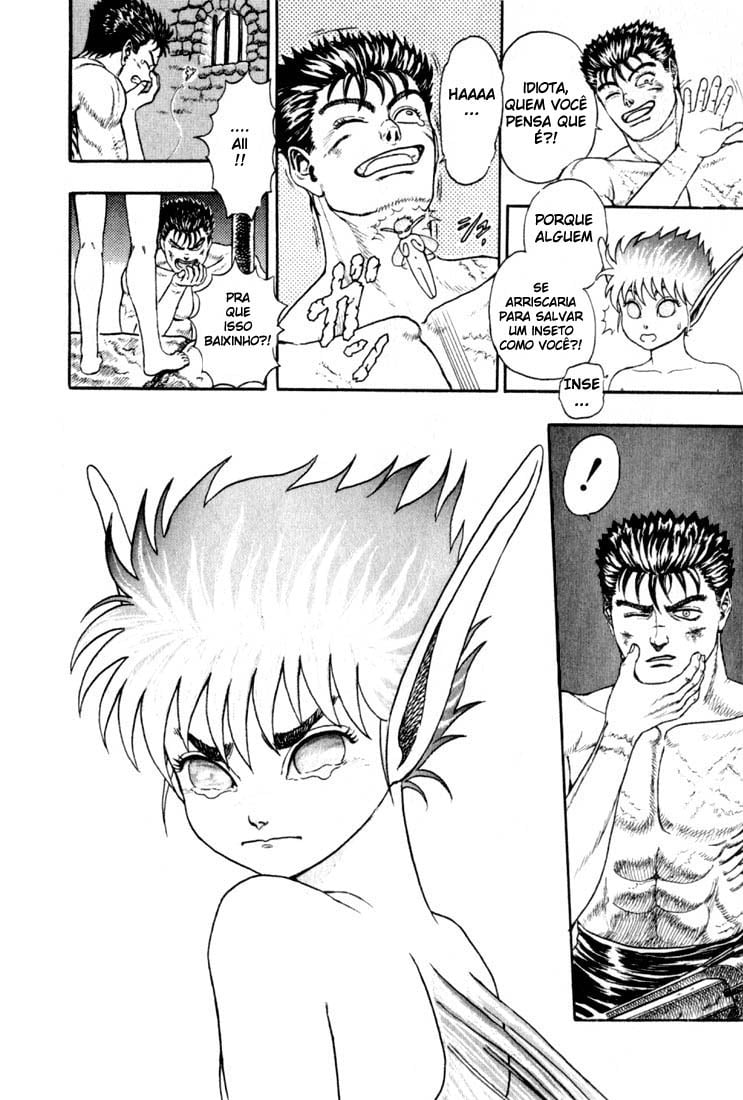 IDIOTA,
QUEM VOCÊ
PENSA QUE
É?!
HAAAA
...
....
AII
!!
PORQUE
ALGUEM
SE
ARRISCARIA
PARA SALVAR
UM INSETO
COMO VOCÊ?!
INSE
...
PRA
QUE
ISSO
BAIXINHO?!
!